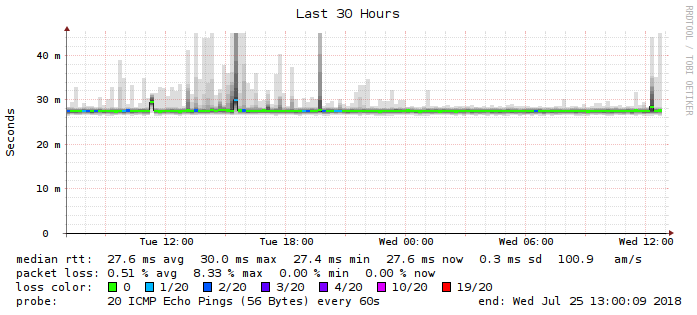 Last 30 Hours
RRDTOOL / TOBI OETIKER
Seconds
40 m
30 m
20 m
10 m
0
Tue 12:00 Tue 18:00 Wed 00:00 Wed 06:00 Wed 12:00
median rtt: 27.6 ms avg 30.0 ms max 27.4 ms min 27.6 ms now 0.3 ms sd 100.9 am/s
packet loss: 0.51 % avg 8.33 % max 0.00 % min 0.00 % now
loss color: 0 1/20 2/20 3/20 4/20 10/20 19/20
probe: 20 ICMP Echo Pings (56 Bytes) every 60s end: Wed Jul 25 13:00:09 2018